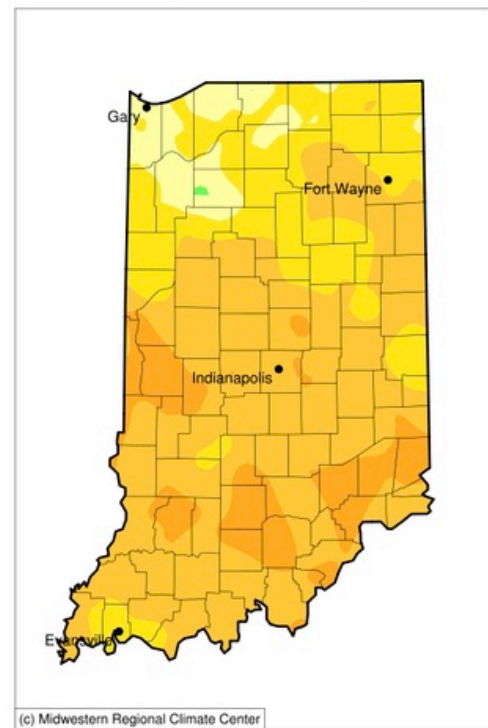 Gary
Fort Wayne
Indianapolis
Evansville
(c) Midwestern Regional Climate Center